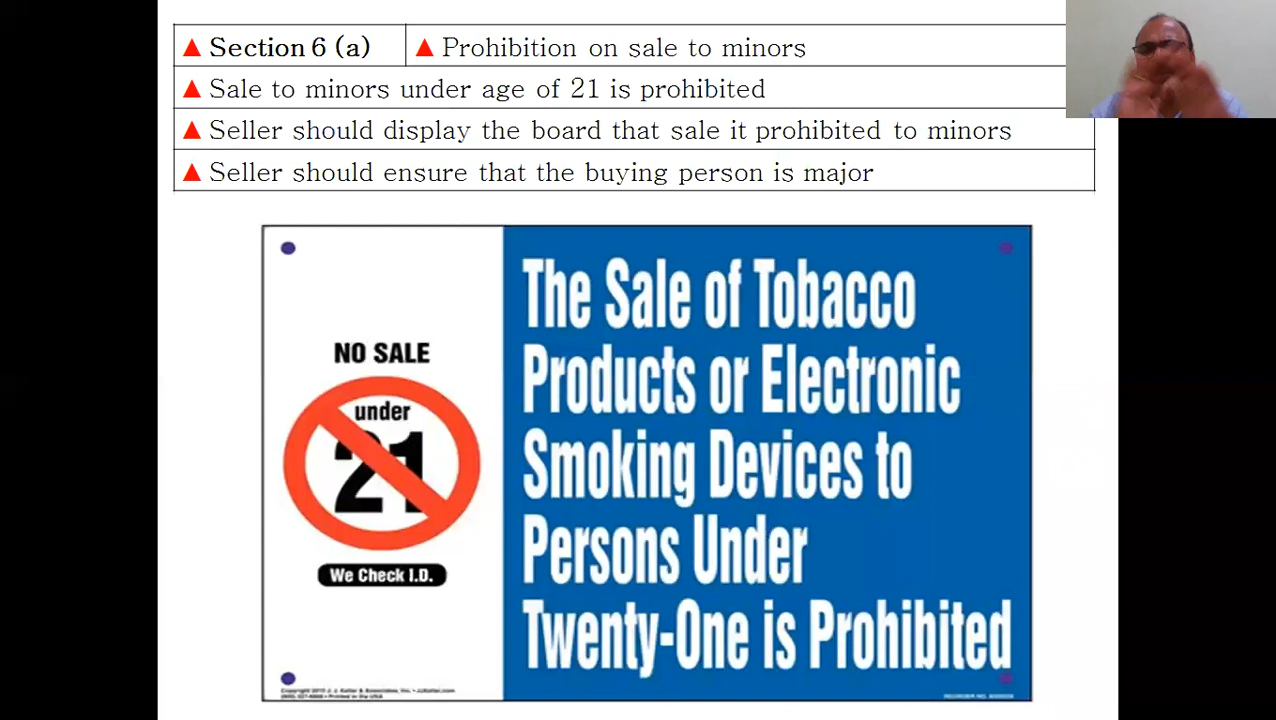 ▲ Section 6 (a) ▲ Prohibition on sale to minors
▲ Sale to minors under age of 21 is prohibited
▲ Seller should display the board that sale it prohibited to minors
▲ Seller should ensure that the buying person is major
NO SALE
under
21
We Check I.D.
The Sale of Tobacco
Products or Electronic
Smoking Devices to
Persons Under
Twenty-One is Prohibited